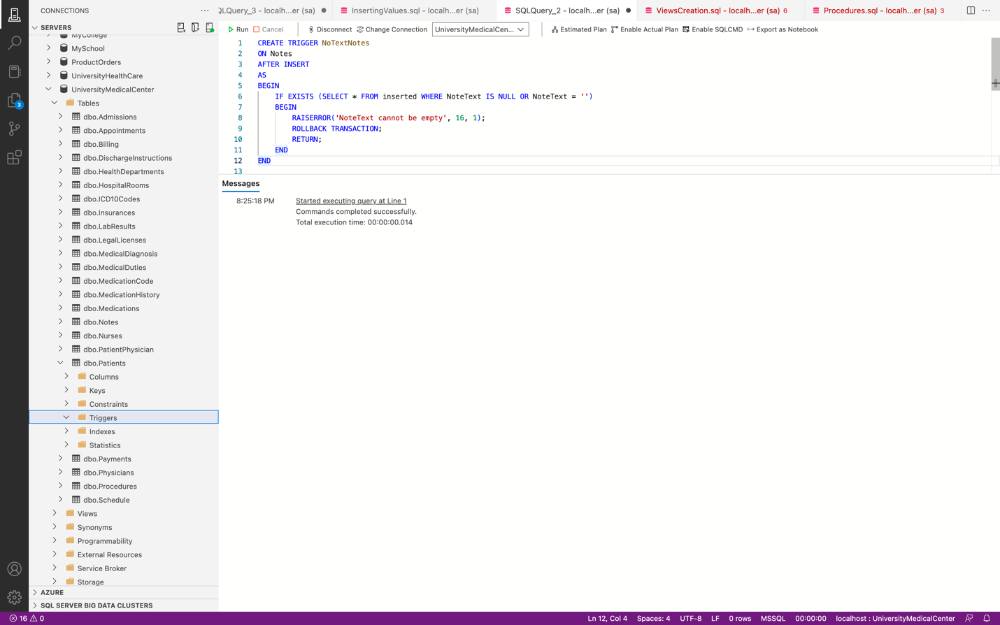 CONNECTIONS
SERVERS
MyCollege
MySchool
ProductOrders
UniversityHealthCare
UniversityMedicalCenter
Tables
dbo.Admissions
dbo.Appointments
dbo.Billing
dbo.DischargeInstructions
dbo.HealthDepartments
dbo.HospitalRooms
dbo.ICD10Codes
dbo.Insurances
dbo.LabResults
dbo.LegalLicenses
dbo.MedicalDiagnosis
dbo.MedicalDuties
dbo.MedicationCode
dbo.MedicationHistory
dbo.Medications
dbo.Notes
dbo.Nurses
dbo.PatientPhysician
dbo.Patients
Columns
Keys
Constraints
Triggers
Indexes
Statistics
dbo.Payments
dbo.Physicians
dbo.Procedures
dbo.Schedule
Views
Synonyms
Programmability
External Resources
Service Broker
Storage
AZURE
SQL SERVER BIG DATA CLUSTERS
3
QLQuery_3 - localh...er (sa) InsertingValues.sql - localh...er (sa) SQLQuery_2 - localh...er (sa) ViewsCreation.sql - localh...er (sa) 6 Procedures.sql - localh...er (sa) 3
Run Cancel Disconnect Change Connection UniversityMedicalCen... Estimated Plan Enable Actual Plan Enable SQLCMD Export as Notebook
1 CREATE TRIGGER NoTextNotes
2 ON Notes
3 AFTER INSERT
4 AS
5 BEGIN
6 IF EXISTS (SELECT * FROM inserted WHERE NoteText IS NULL OR NoteText = '')
7 BEGIN
8 RAISERROR('NoteText cannot be empty', 16, 1);
9 ROLLBACK TRANSACTION;
10 RETURN;
11 END
12 END
13
Messages
8:25:18 PM Started executing query at Line 1
Commands completed successfully.
Total execution time: 00:00:00.014
16 0 Ln 12, Col 4 Spaces: 4 UTF-8 LF 0 rows MSSQL 00:00:00 localhost : UniversityMedicalCenter